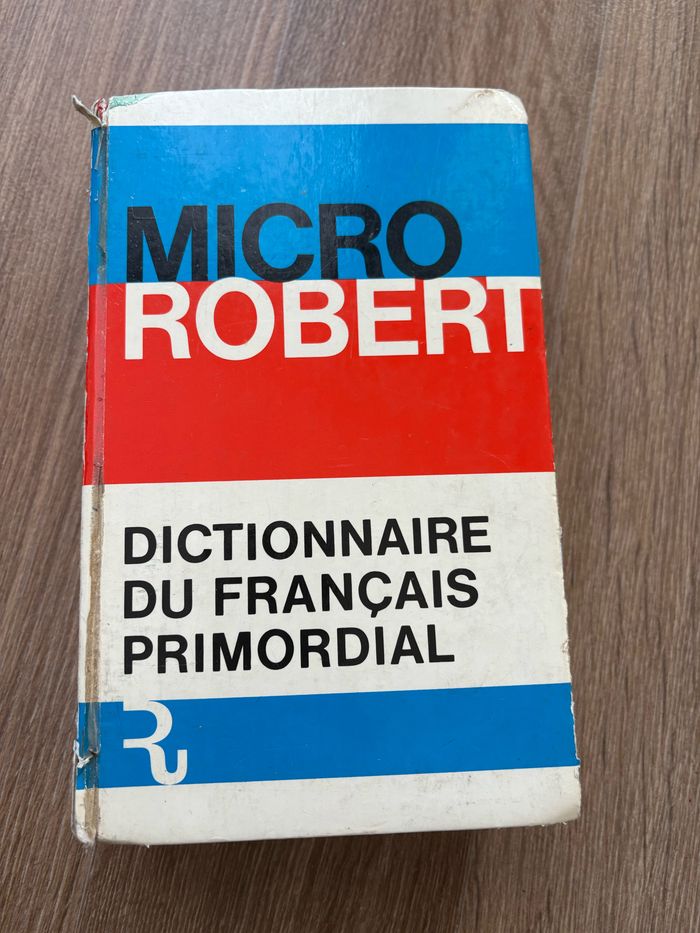 MICRO
ROBERT
DICTIONNAIRE
DU FRANÇAIS
PRIMORDIAL
R